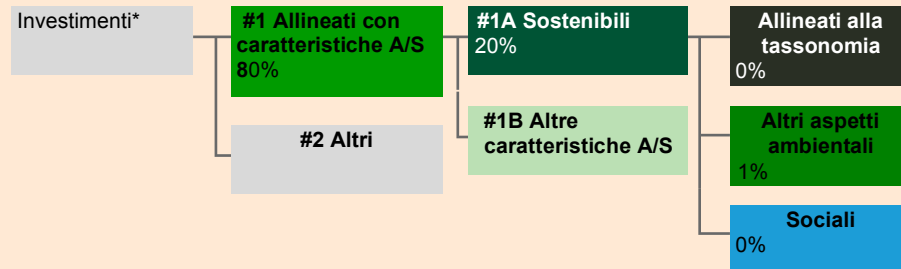 Investimenti*
#1 Allineati con
caratteristiche A/S
80%
#2 Altri
#1A Sostenibili
20%
#1B Altre
caratteristiche A/S
Allineati alla
tassonomia
0%
Altri aspetti
ambientali
1%
Sociali
0%